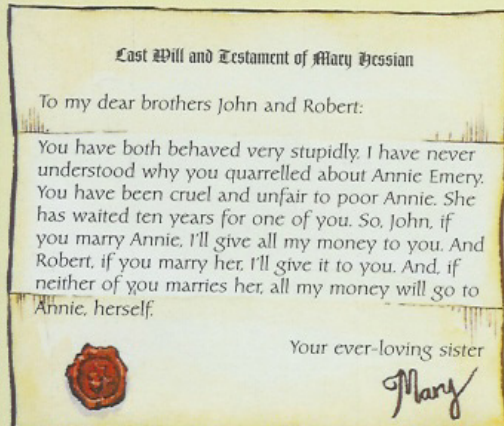 Last Will and Testament of Mary Hessian
To my dear brothers John and Robert:
You have both behaved very stupidly. I have never
understood why you quarrelled about Annie Emery.
You have been cruel and unfair to poor Annie. She
has waited ten years for one of you. So, John, if
you marry Annie, I'll give all my money to you. And
Robert, if you marry her, I'll give it to you. And, if
neither of you marries her, all my money will go to
Annie, herself.
Your ever-loving sister
Mary